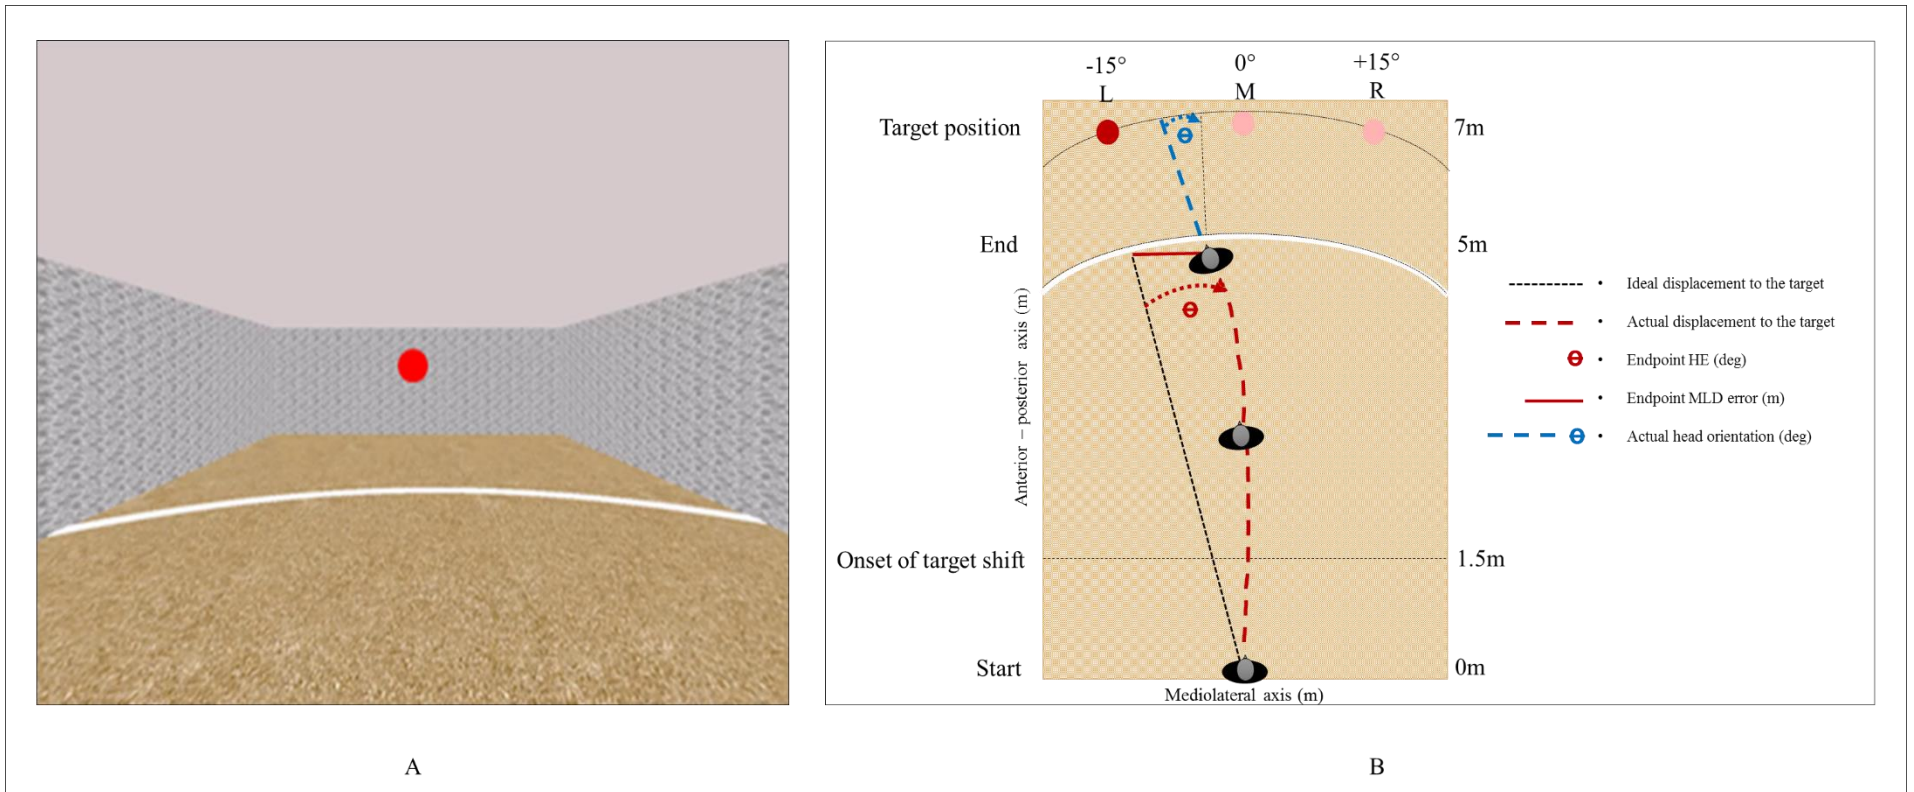 -15°
0°
+15°
L
M
R
Target position
7m
ϴ
End
5m
ϴ
Anterior – posterior axis (m)
Onset of target shift
1.5m
Start
0m
Mediolateral axis (m)
• Ideal displacement to the target
• Actual displacement to the target
ϴ • Endpoint HE (deg)
• Endpoint MLD error (m)
ϴ • Actual head orientation (deg)
A
B